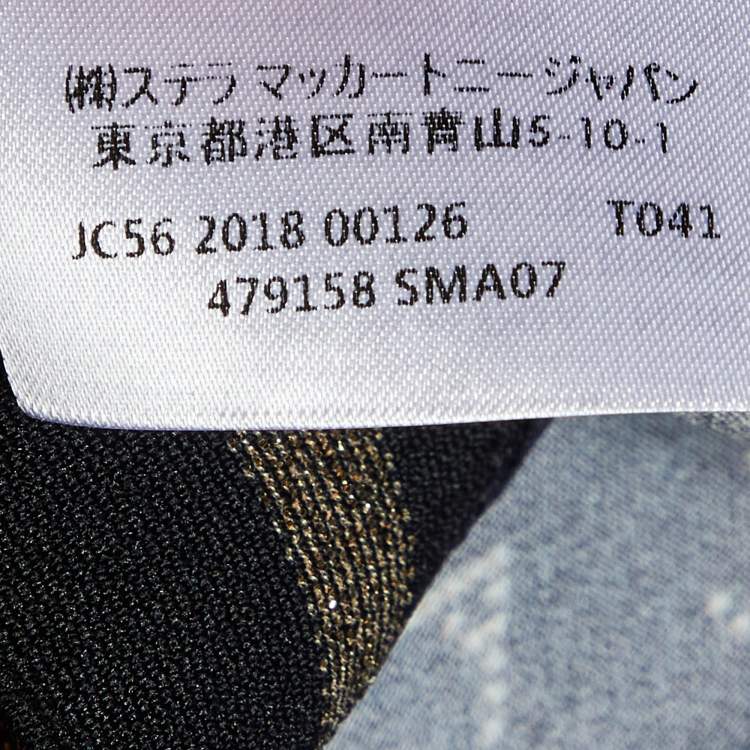 (株)ステラ マッカートニージャパン
東京都港区南青山5-10-1
JC56 2018 00126 T041
479158 SMA07